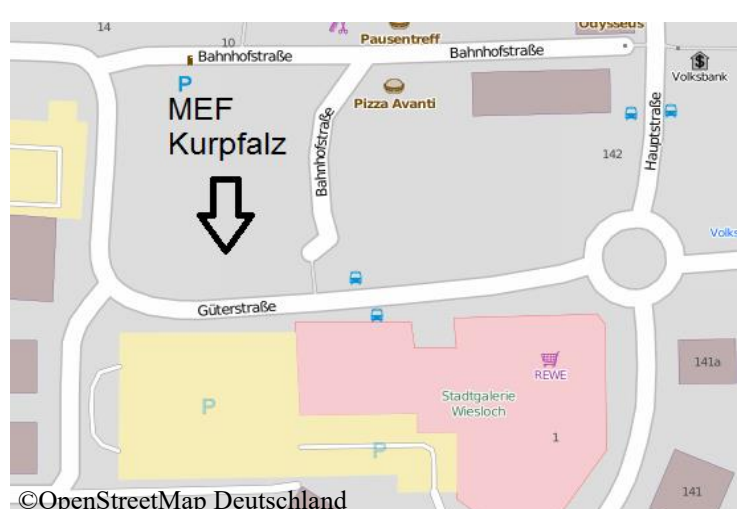 14
10
Bahnhofstraße
Pausentreff
Bahnhofstraße
Odysseus
Volksbank
P
MEF
Kurpfalz
Pizza Avanti
Bahnhofstraße
Hauptstraße
142
Volks
Güterstraße
REWE
141a
Stadtgalerie
Wiesloch
P
1
P
141
©OpenStreetMap Deutschland